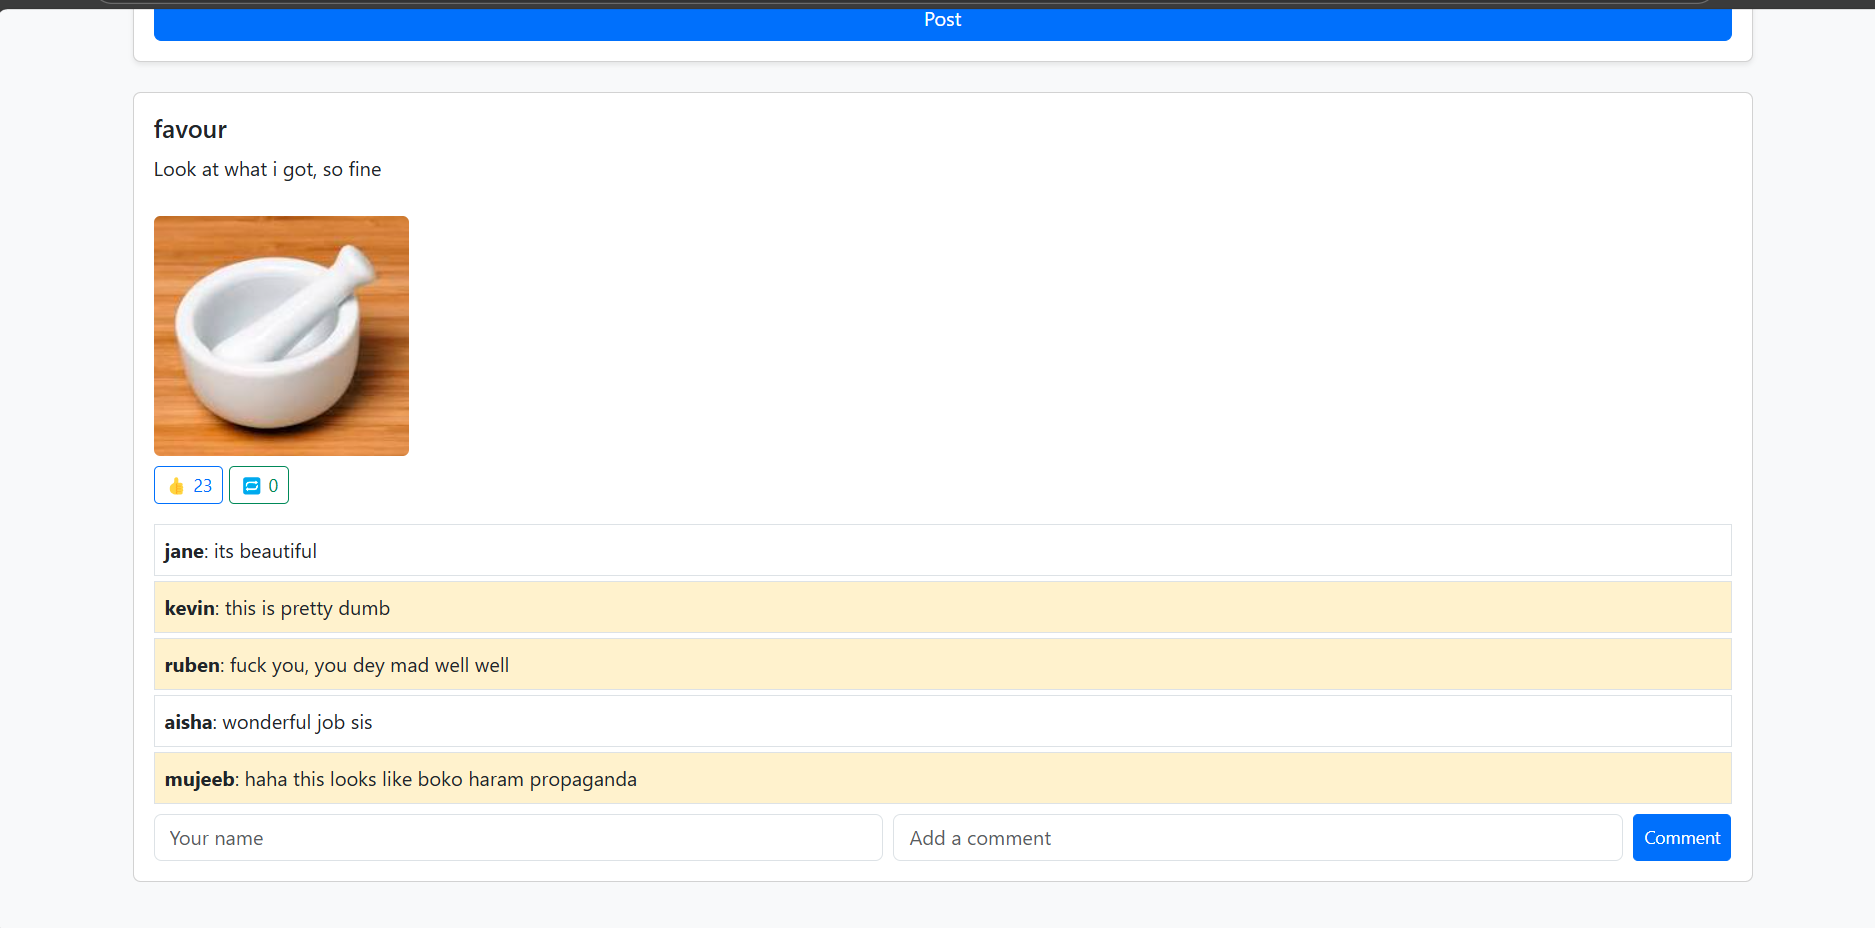 Post
favour
Look at what i got, so fine
👍 23 🔁 0
jane: its beautiful
kevin: this is pretty dumb
ruben: fuck you, you dey mad well well
aisha: wonderful job sis
mujeeb: haha this looks like boko haram propaganda
Your name Add a comment Comment